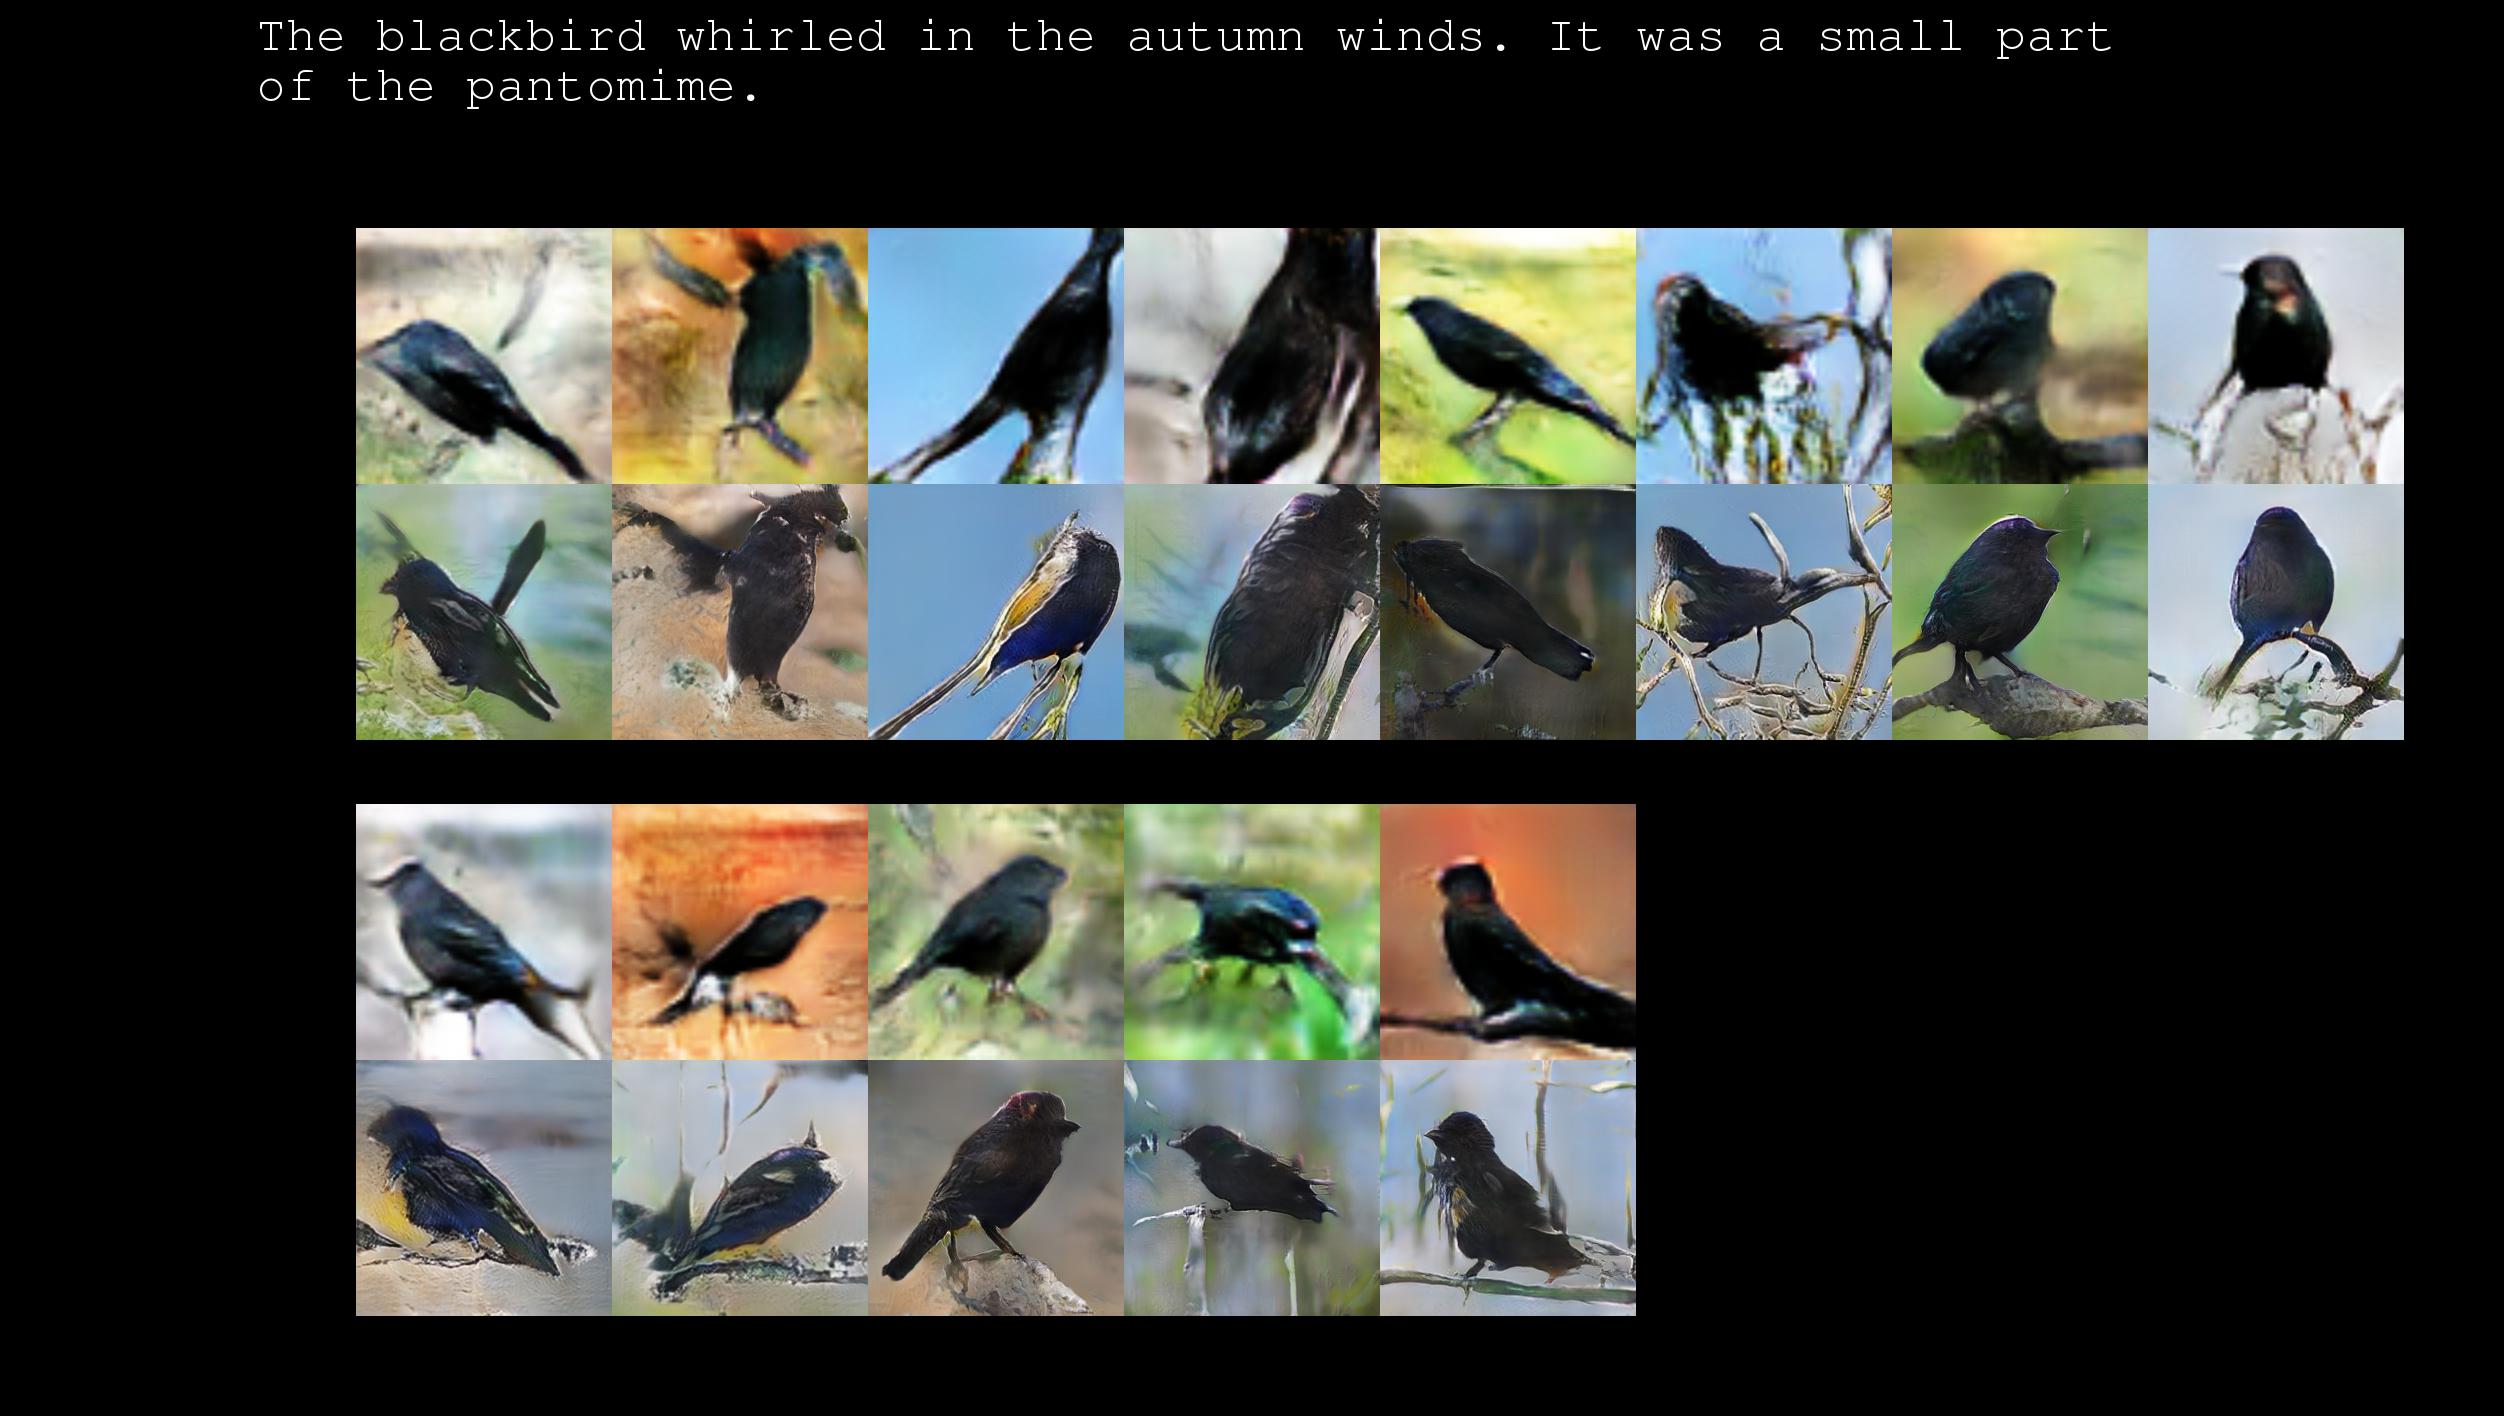 The blackbird whirled in the autumn winds. It was a small part
of the pantomime.